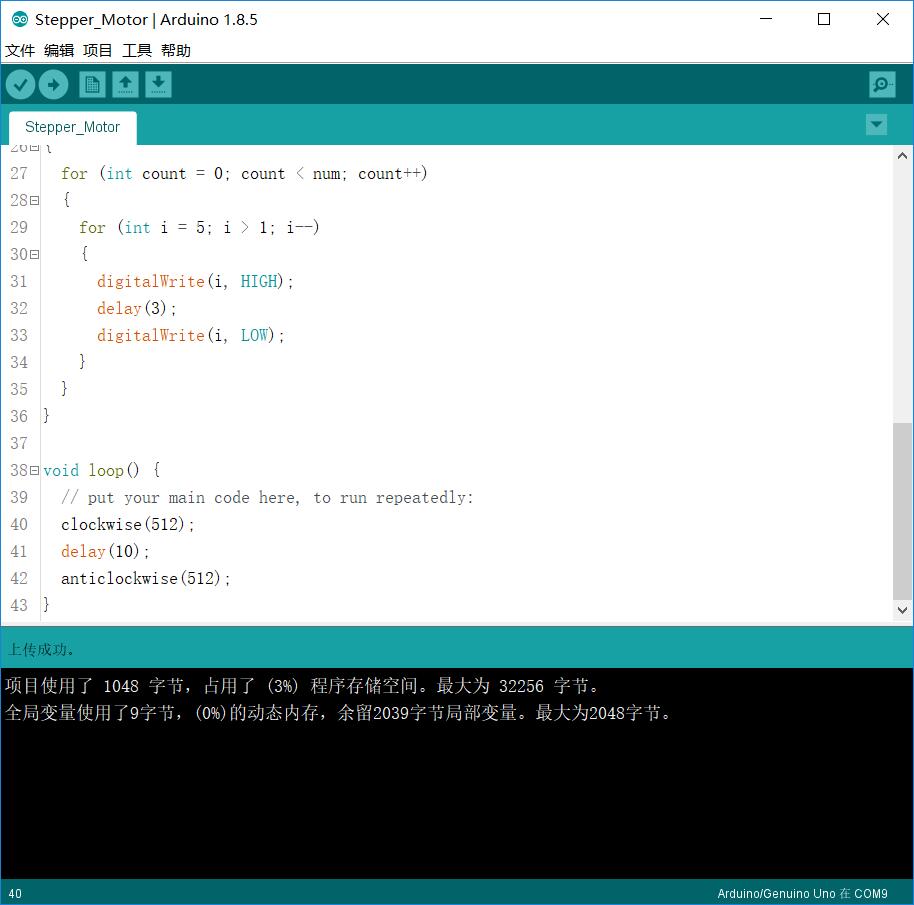 Stepper_Motor | Arduino 1.8.5
文件 编辑 项目 工具 帮助
Stepper_Motor
26 {
27 for (int count = 0; count < num; count++)
28 {
29 for (int i = 5; i > 1; i--)
30 {
31 digitalWrite(i, HIGH);
32 delay(3);
33 digitalWrite(i, LOW);
34 }
35 }
36 }
37
38 void loop() {
39 // put your main code here, to run repeatedly:
40 clockwise(512);
41 delay(10);
42 anticlockwise(512);
43 }
上传成功。
项目使用了 1048 字节，占用了 (3%) 程序存储空间。最大为 32256 字节。
全局变量使用了9字节，(0%)的动态内存，余留2039字节局部变量。最大为2048字节。
40
Arduino/Genuino Uno 在 COM9